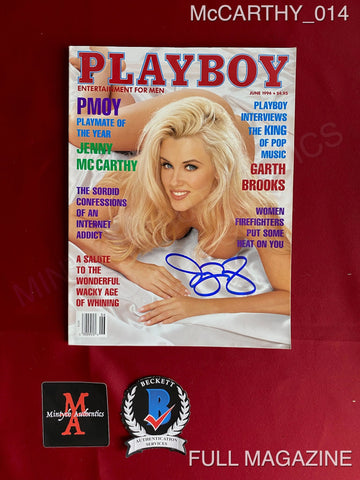 McCARTHY_014
PLAYBOY
ENTERTAINMENT FOR MEN
JUNE 1994 • $4.95
PMOY
PLAYMATE OF
THE YEAR
JENNY
McCARTHY
THE SORDID
CONFESSIONS
OF AN
INTERNET
ADDICT
A SALUTE
TO THE
WONDERFUL
WACKY AGE
OF WHINING
PLAYBOY
INTERVIEWS
THE KING
OF POP
MUSIC
GARTH
BROOKS
WOMEN
FIREFIGHTERS
PUT SOME
HEAT ON YOU
MA
Mintych Authentics
BECKETT
B
AUTHENTICATION
SERVICES
FULL MAGAZINE